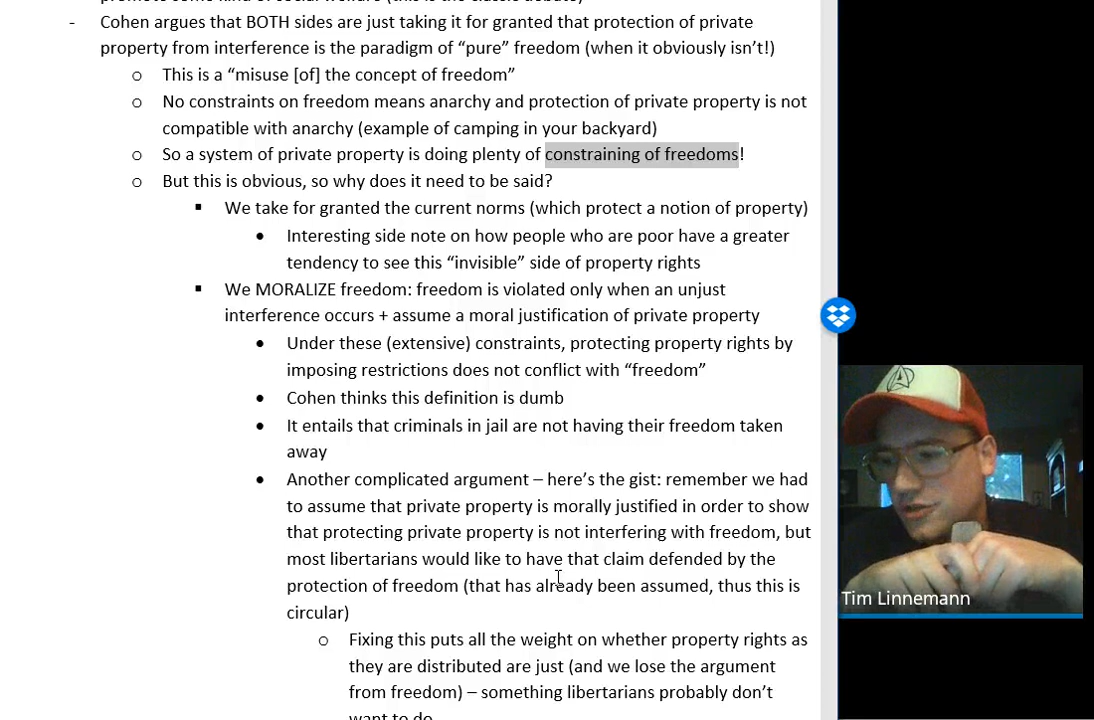 promote some kind of social welfare (this is the classic debate)
- Cohen argues that BOTH sides are just taking it for granted that protection of private
property from interference is the paradigm of “pure” freedom (when it obviously isn’t!)
o This is a “misuse [of] the concept of freedom”
o No constraints on freedom means anarchy and protection of private property is not
compatible with anarchy (example of camping in your backyard)
o So a system of private property is doing plenty of constraining of freedoms!
o But this is obvious, so why does it need to be said?
▪ We take for granted the current norms (which protect a notion of property)
• Interesting side note on how people who are poor have a greater
tendency to see this “invisible” side of property rights
▪ We MORALIZE freedom: freedom is violated only when an unjust
interference occurs + assume a moral justification of private property
• Under these (extensive) constraints, protecting property rights by
imposing restrictions does not conflict with “freedom”
• Cohen thinks this definition is dumb
• It entails that criminals in jail are not having their freedom taken
away
• Another complicated argument – here’s the gist: remember we had
to assume that private property is morally justified in order to show
that protecting private property is not interfering with freedom, but
most libertarians would like to have that claim defended by the
protection of freedom (that has already been assumed, thus this is
circular)
o Fixing this puts all the weight on whether property rights as
they are distributed are just (and we lose the argument
from freedom) – something libertarians probably don’t
want to do
Tim Linnemann